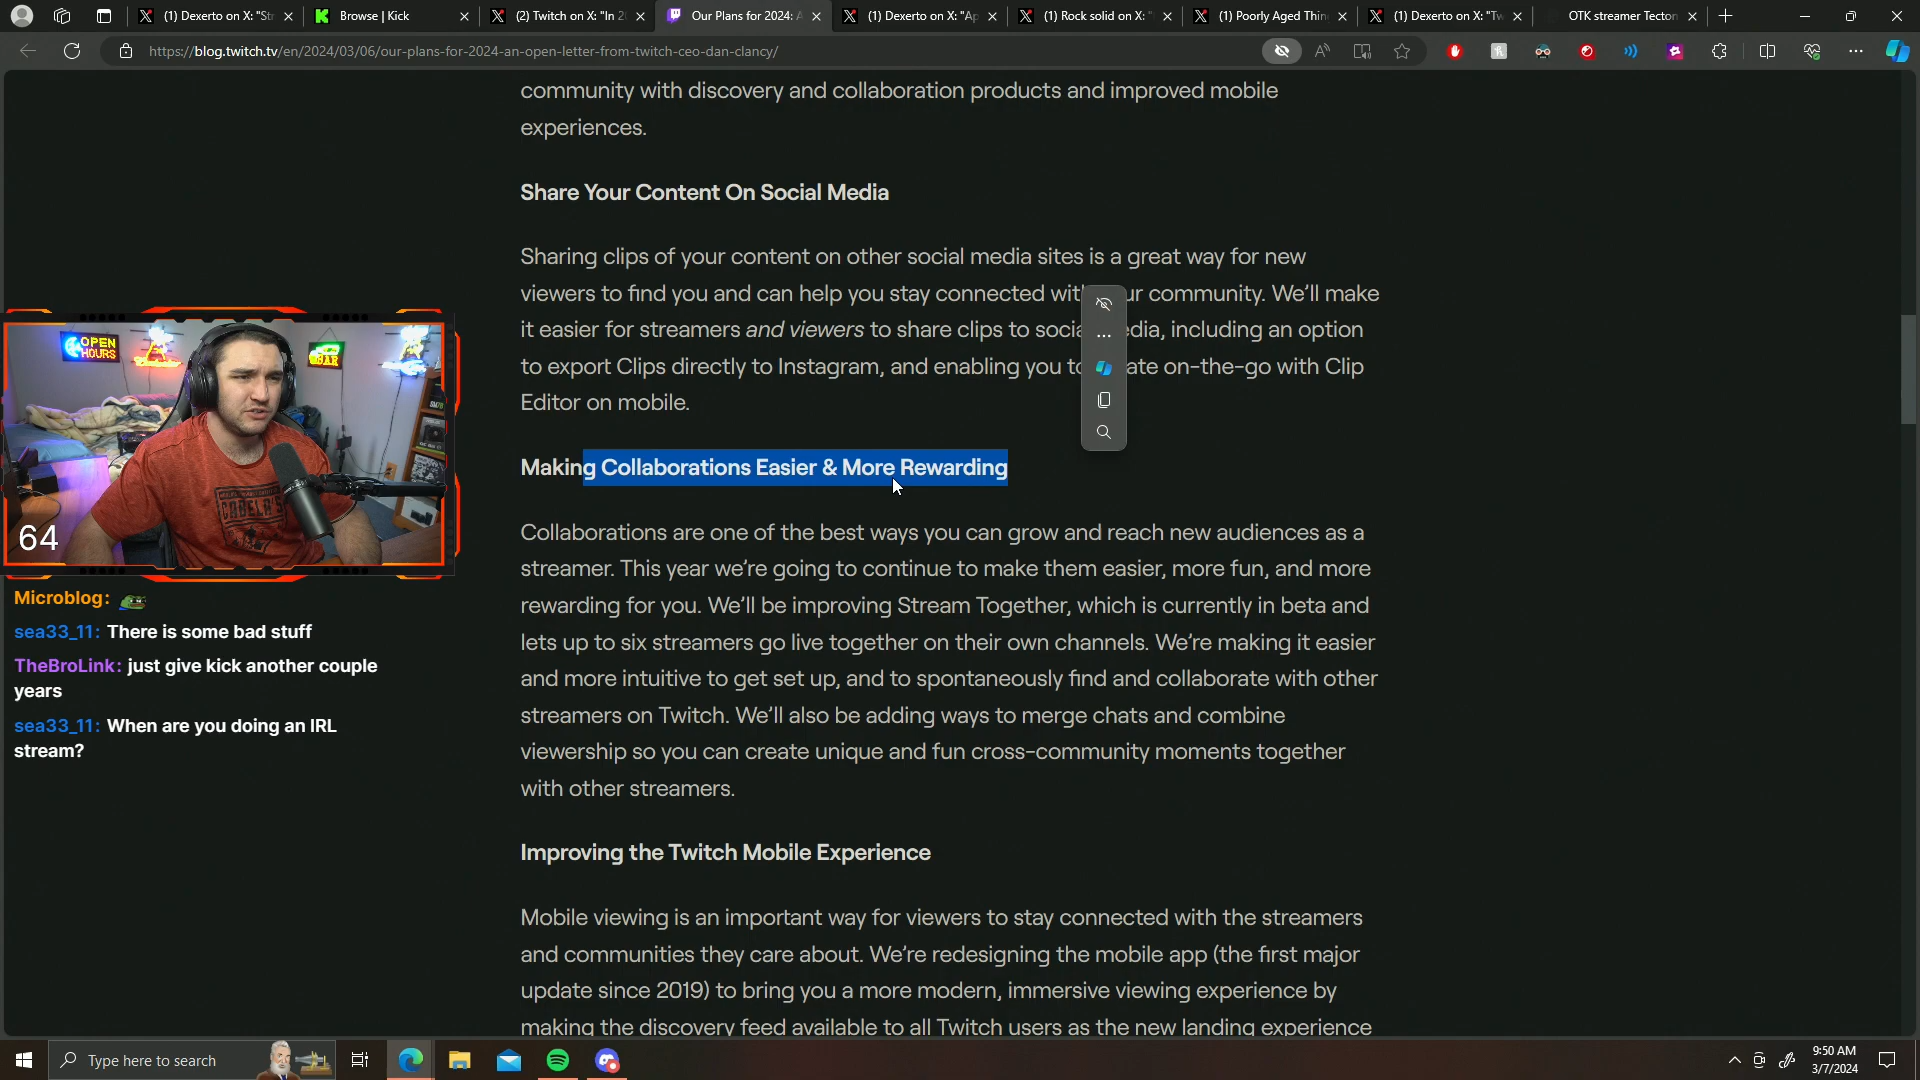 (1) Dexerto on X: "St
Browse | Kick
(2) Twitch on X: "In 2
Our Plans for 2024: A
(1) Dexerto on X: "Ap
(1) Rock solid on X: "
(1) Poorly Aged Thin
(1) Dexerto on X: "Tw
OTK streamer Tecton
https://blog.twitch.tv/en/2024/03/06/our-plans-for-2024-an-open-letter-from-twitch-ceo-dan-clancy/
community with discovery and collaboration products and improved mobile
experiences.
Share Your Content On Social Media
Sharing clips of your content on other social media sites is a great way for new
viewers to find you and can help you stay connected wit ur community. We'll make
it easier for streamers and viewers to share clips to socia dia, including an option
to export Clips directly to Instagram, and enabling you to ate on-the-go with Clip
Editor on mobile.
Making Collaborations Easier & More Rewarding
Collaborations are one of the best ways you can grow and reach new audiences as a
streamer. This year we're going to continue to make them easier, more fun, and more
rewarding for you. We'll be improving Stream Together, which is currently in beta and
lets up to six streamers go live together on their own channels. We're making it easier
and more intuitive to get set up, and to spontaneously find and collaborate with other
streamers on Twitch. We'll also be adding ways to merge chats and combine
viewership so you can create unique and fun cross-community moments together
with other streamers.
Improving the Twitch Mobile Experience
Mobile viewing is an important way for viewers to stay connected with the streamers
and communities they care about. We're redesigning the mobile app (the first major
update since 2019) to bring you a more modern, immersive viewing experience by
making the discovery feed available to all Twitch users as the new landing experience
OPEN
HOURS
BAR
CABELA'S
64
Microblog:
sea33_11: There is some bad stuff
TheBroLink: just give kick another couple
years
sea33_11: When are you doing an IRL
stream?
Type here to search
9:50 AM
3/7/2024